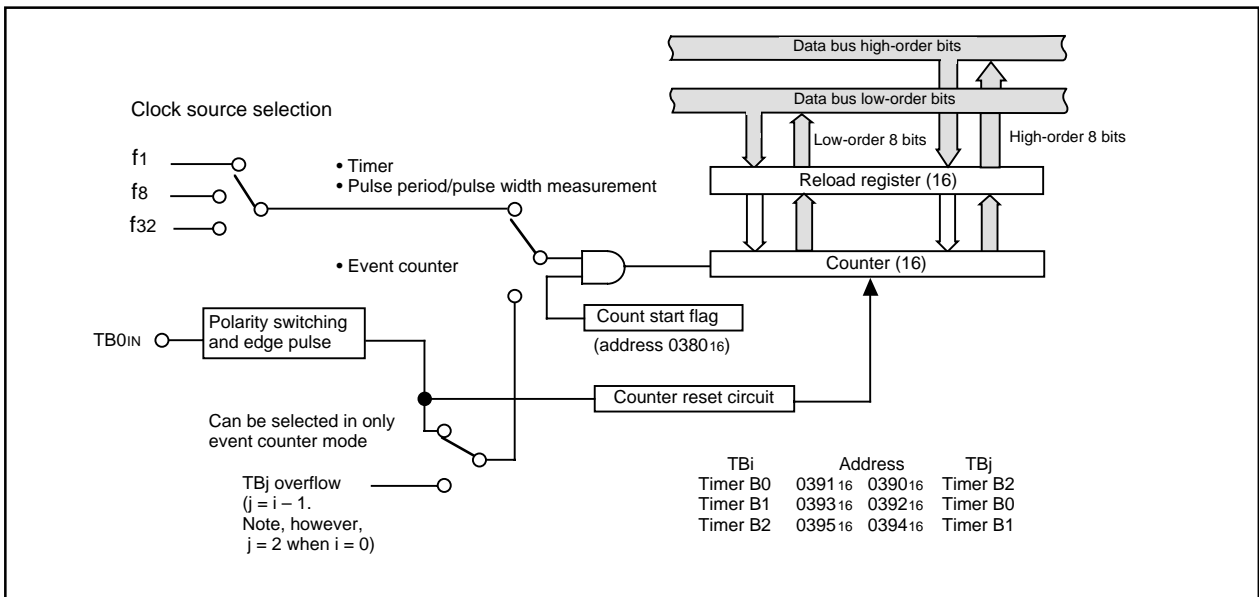 Data bus high-order bits
Data bus low-order bits
Clock source selection
Low-order 8 bits
High-order 8 bits
f1
f8
f32
• Timer
• Pulse period/pulse width measurement
Reload register (16)
• Event counter
Counter (16)
TB0IN
Polarity switching
and edge pulse
Count start flag
(address 038016)
Counter reset circuit
Can be selected in only
event counter mode
TBj overflow
(j = i – 1.
Note, however,
j = 2 when i = 0)
TBi Address TBj
Timer B0 039116 039016 Timer B2
Timer B1 039316 039216 Timer B0
Timer B2 039516 039416 Timer B1